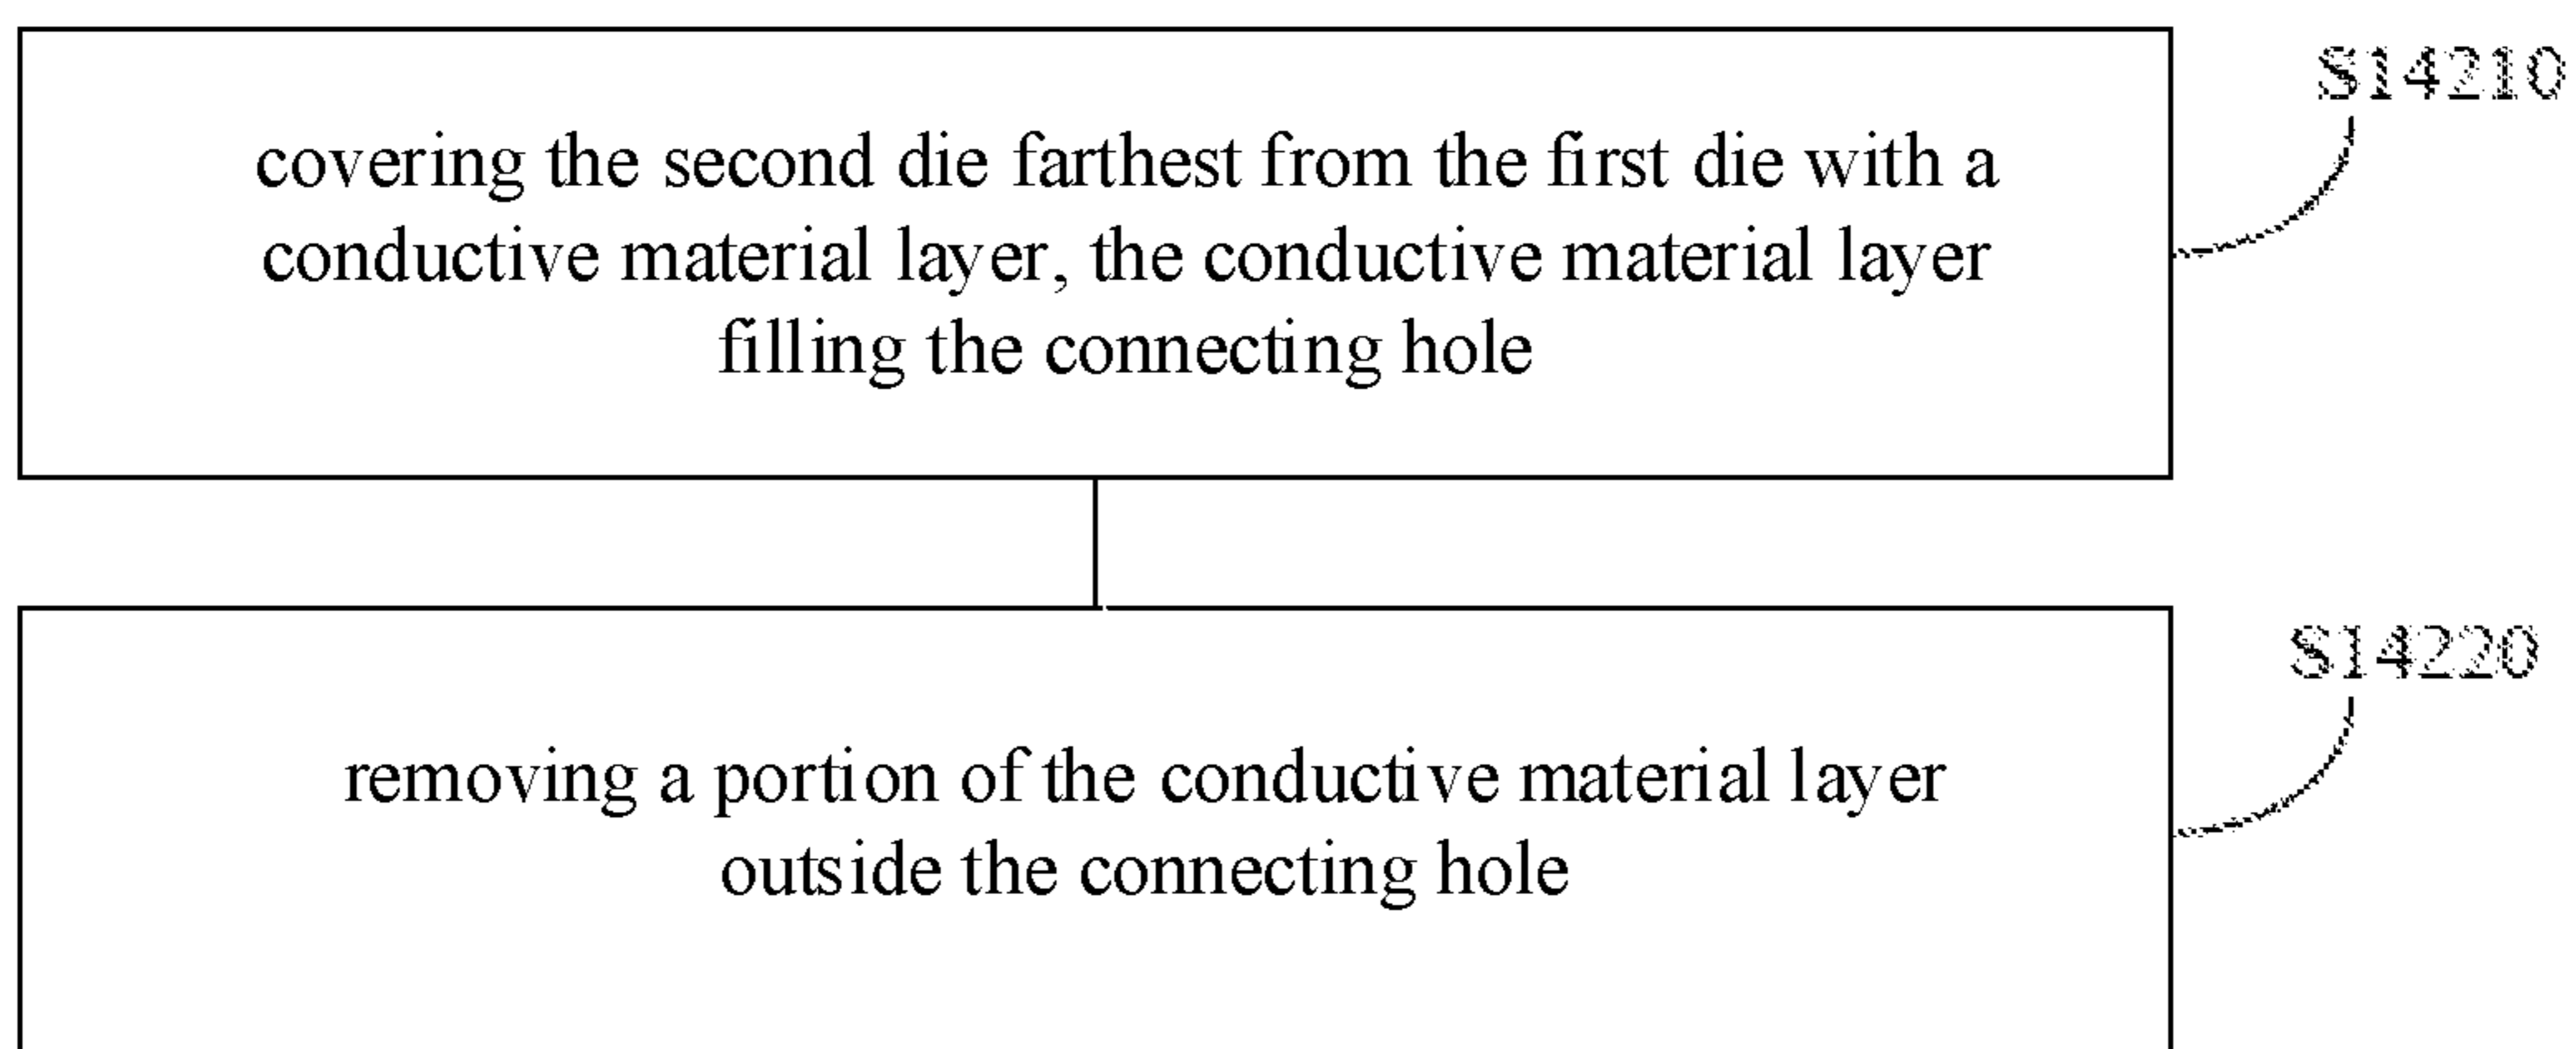 S14210
covering the second die farthest from the first die with a
conductive material layer, the conductive material layer
filling the connecting hole
S14220
removing a portion of the conductive material layer
outside the connecting hole